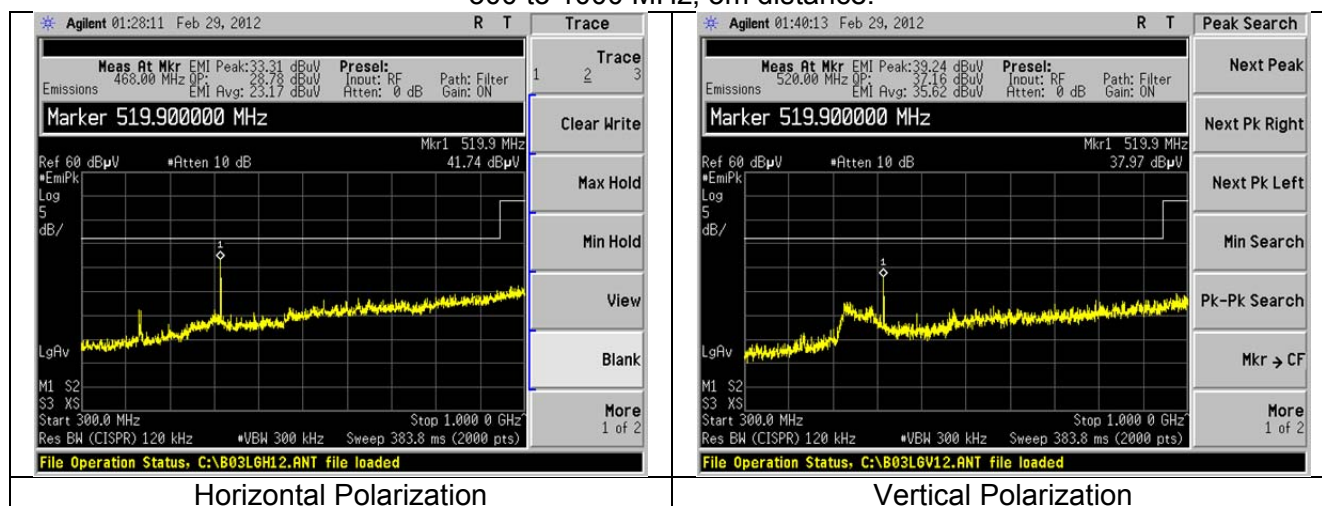 300 to 1000 MHz, 3m distance.
Agilent 01:28:11 Feb 29, 2012 R T Trace
Meas At Mkr EMI Peak:33.31 dBuV Presel:
468.00 MHz QP: 28.78 dBuV Input: RF Path: Filter
Emissions EMI Avg: 23.17 dBuV Atten: 0 dB Gain: ON
Marker 519.900000 MHz
Mkr1 519.9 MHz
Ref 60 dBµV #Atten 10 dB 41.74 dBµV
#EmiPk
Log
5
dB/
1
LgAv
M1 S2
S3 XS
Start 300.0 MHz Stop 1.000 0 GHz^
Res BW (CISPR) 120 kHz #VBW 300 kHz Sweep 383.8 ms (2000 pts)
File Operation Status, C:\B03LGH12.ANT file loaded
Trace
1 2 3
Clear Write
Max Hold
Min Hold
View
Blank
More
1 of 2
Horizontal Polarization
Agilent 01:40:13 Feb 29, 2012 R T Peak Search
Meas At Mkr EMI Peak:39.24 dBuV Presel:
520.00 MHz QP: 37.16 dBuV Input: RF Path: Filter
Emissions EMI Avg: 35.62 dBuV Atten: 0 dB Gain: ON
Marker 519.900000 MHz
Mkr1 519.9 MHz
Ref 60 dBµV #Atten 10 dB 37.97 dBµV
#EmiPk
Log
5
dB/
1
LgAv
M1 S2
S3 XS
Start 300.0 MHz Stop 1.000 0 GHz^
Res BW (CISPR) 120 kHz #VBW 300 kHz Sweep 383.8 ms (2000 pts)
File Operation Status, C:\B03LGV12.ANT file loaded
Next Peak
Next Pk Right
Next Pk Left
Min Search
Pk-Pk Search
Mkr → CF
More
1 of 2
Vertical Polarization